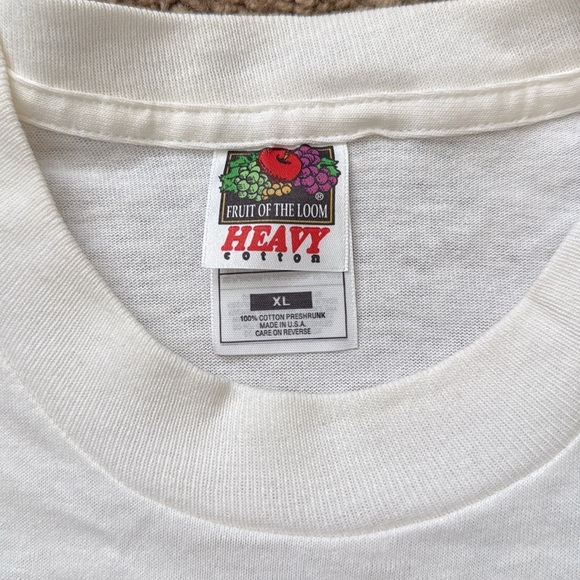 ®
FRUIT OF THE LOOM
HEAVY
cotton
XL
100% COTTON PRESHRUNK
MADE IN U.S.A.
CARE ON REVERSE